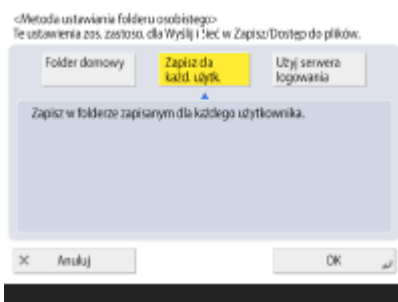 <Metoda ustawiania folderu osobistego>
Te ustawienia zos. zastoso. dla Wyślij i Sieć w Zapisz/Dostęp do plików.
Folder domowy
Zapisz da
każd. użytk.
Użyj serwera
logowania
Zapisz w folderze zapisanym dla każdego użytkownika.
Anuluj
OK